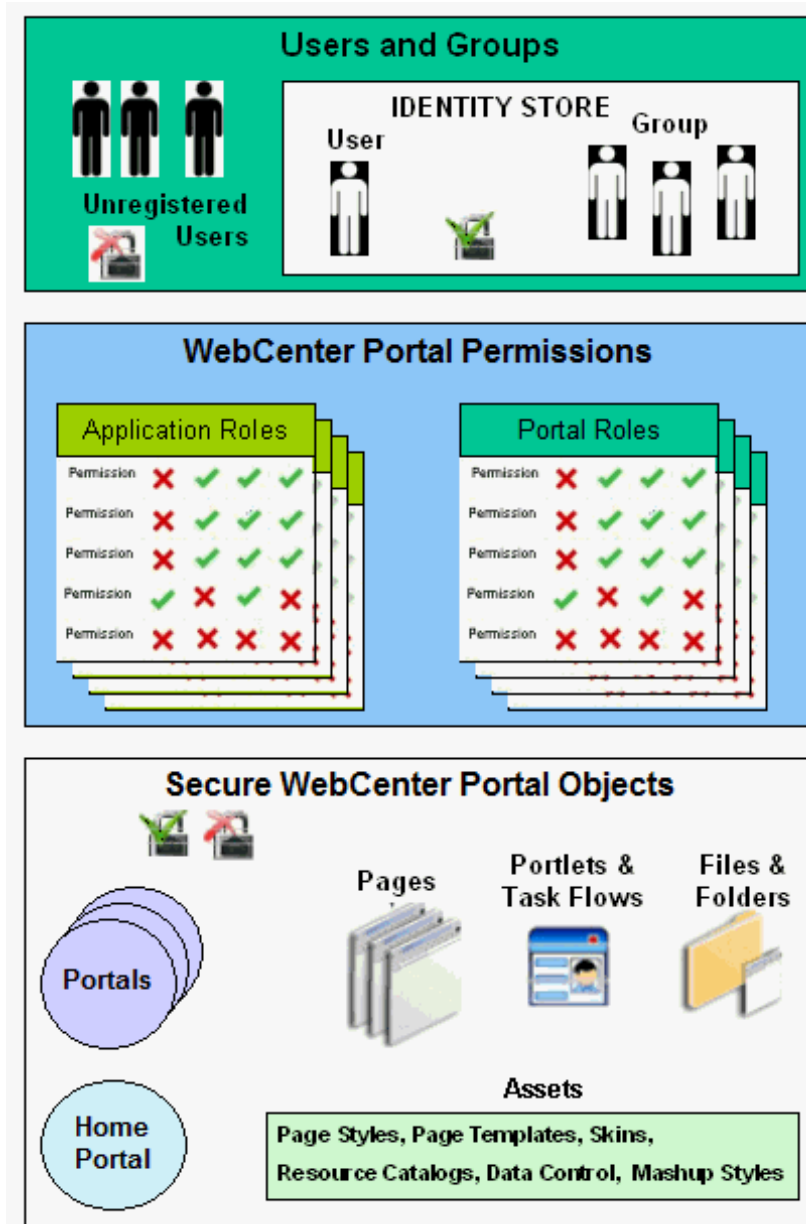 Users and Groups
IDENTITY STORE
User
Group
Unregistered
Users
WebCenter Portal Permissions
Application Roles
Permission
Permission
Permission
Permission
Permission
Portal Roles
Permission
Permission
Permission
Permission
Permission
Secure WebCenter Portal Objects
Pages
Portlets &
Task Flows
Files &
Folders
Portals
Home
Portal
Assets
Page Styles, Page Templates, Skins,
Resource Catalogs, Data Control, Mashup Styles